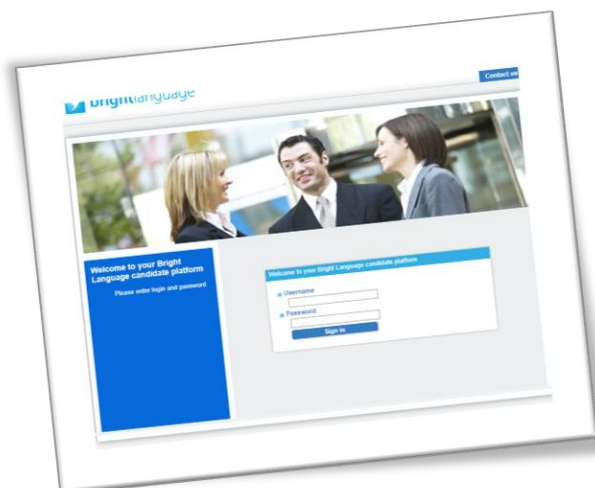 brightlanguage
Contact us
Welcome to your Bright
Language candidate platform
Please enter login and password
Welcome to your Bright Language candidate platform
Username
Password
Sign in